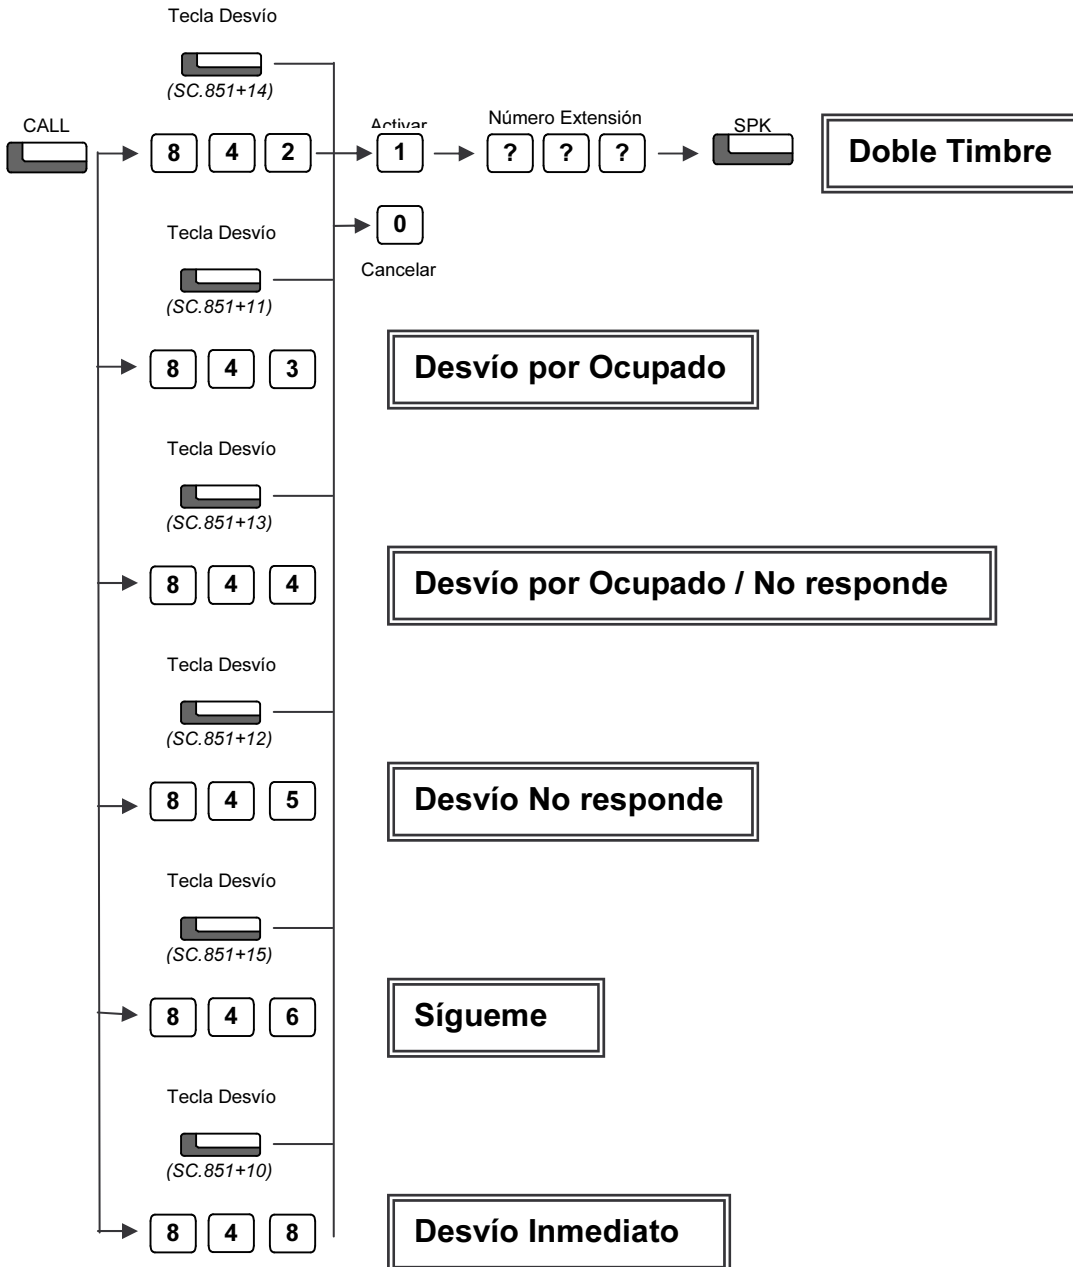 Tecla Desvío
(SC.851+14)
CALL
8 4 2
Activar
1
Número Extensión
? ? ?
SPK
Doble Timbre
Tecla Desvío
0
Cancelar
(SC.851+11)
8 4 3
Desvío por Ocupado
Tecla Desvío
(SC.851+13)
8 4 4
Desvío por Ocupado / No responde
Tecla Desvío
(SC.851+12)
8 4 5
Desvío No responde
Tecla Desvío
(SC.851+15)
8 4 6
Sígueme
Tecla Desvío
(SC.851+10)
8 4 8
Desvío Inmediato